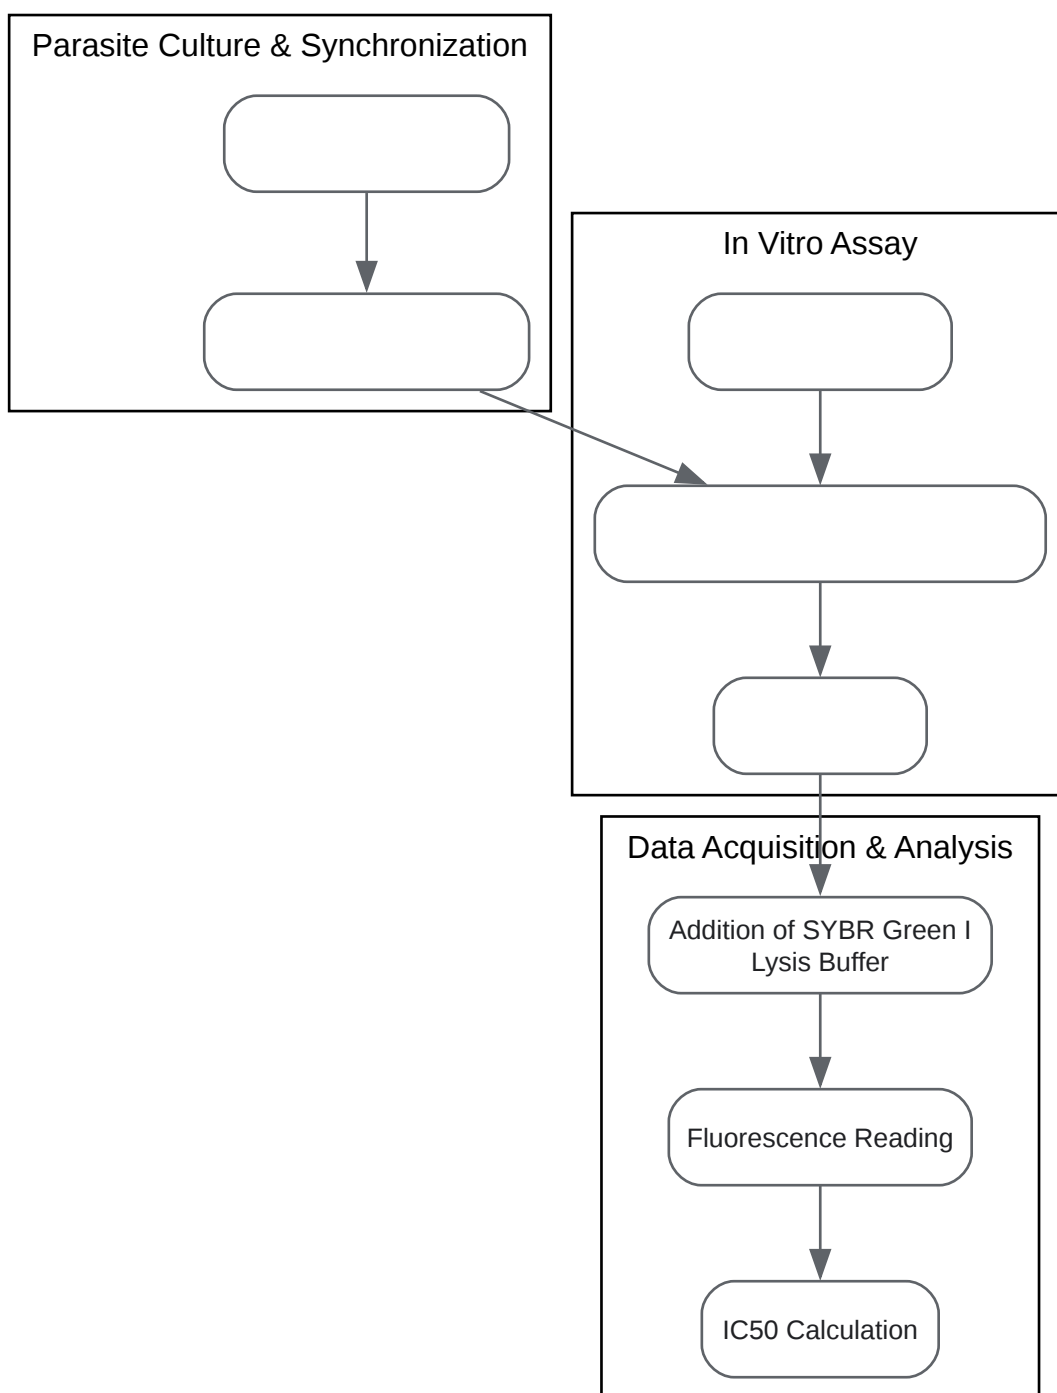 Parasite Culture & Synchronization
In Vitro Assay
Data Acquisition & Analysis
Addition of SYBR Green I
Lysis Buffer
Fluorescence Reading
IC50 Calculation